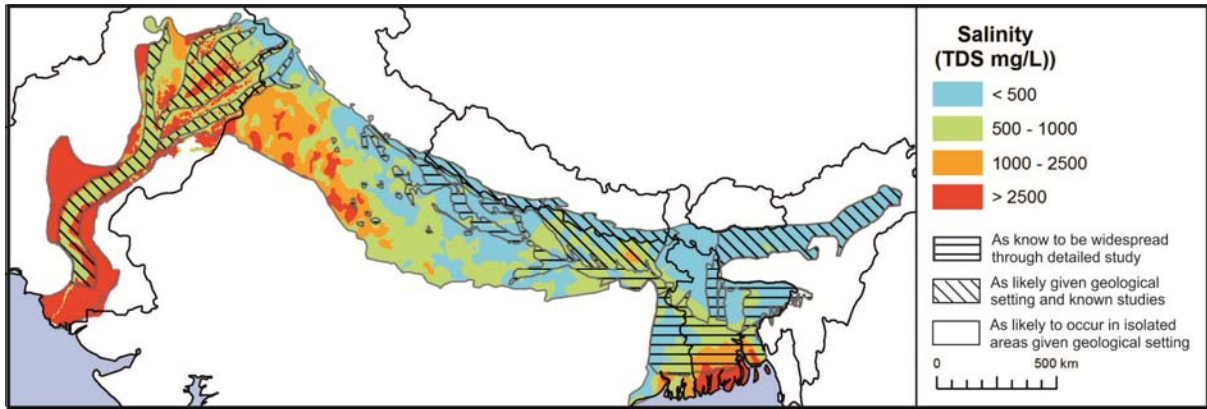 Salinity
(TDS mg/L))
< 500
500 - 1000
1000 - 2500
> 2500
As know to be widespread
through detailed study
As likely given geological
setting and known studies
As likely to occur in isolated
areas given geological setting
0 500 km